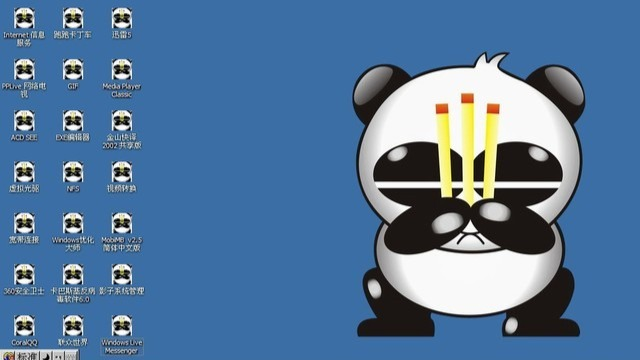 Internet 信息
服务
跑跑卡丁车
迅雷5
PPLive 网络电
视
GIF
Media Player
Classic
ACD SEE
EXE编辑器
金山快译
2002 共享版
虚拟光驱
NFS
视频转换
宽带连接
Windows优化
大师
MobiMB v2.5
简体中文版
360安全卫士
卡巴斯基反病
毒软件6.0
影子系统管理
CoralQQ
联众世界
Windows Live
Messenger
标准